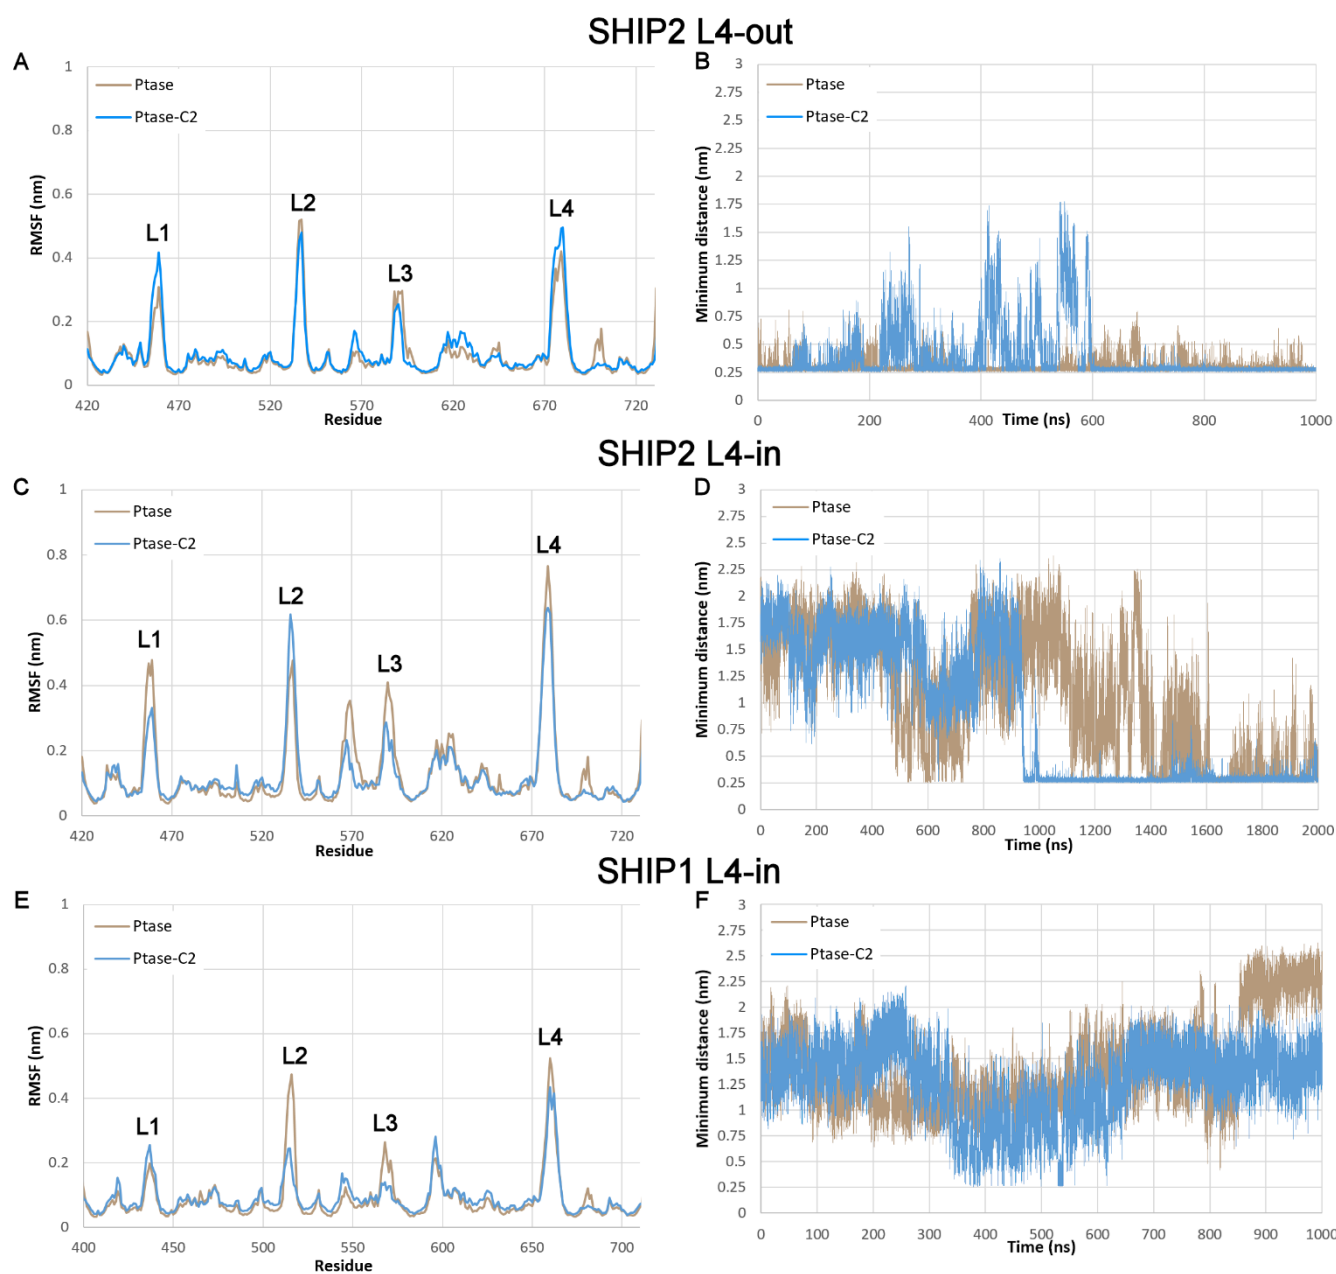 SHIP2 L4-out
A
1
0.8
0.6
0.4
0.2
0
RMSF (nm)
Ptase
Ptase-C2
L1
L2
L3
L4
420 470 520 570 620 670 720
Residue
B
3
2.75
2.5
2.25
2
1.75
1.5
1.25
1
0.75
0.5
0.25
0
Minimum distance (nm)
Ptase
Ptase-C2
0 200 400 600 800 1000
Time (ns)
SHIP2 L4-in
C
1
0.8
0.6
0.4
0.2
0
RMSF (nm)
Ptase
Ptase-C2
L1
L2
L3
L4
420 470 520 570 620 670 720
Residue
D
3
2.75
2.5
2.25
2
1.75
1.5
1.25
1
0.75
0.5
0.25
0
Minimum distance (nm)
Ptase
Ptase-C2
0 200 400 600 800 1000 1200 1400 1600 1800 2000
Time (ns)
SHIP1 L4-in
E
1
0.8
0.6
0.4
0.2
0
RMSF (nm)
Ptase
Ptase-C2
L1
L2
L3
L4
400 450 500 550 600 650 700
Residue
F
3
2.75
2.5
2.25
2
1.75
1.5
1.25
1
0.75
0.5
0.25
0
Minimum distance (nm)
Ptase
Ptase-C2
0 100 200 300 400 500 600 700 800 900 1000
Time (ns)